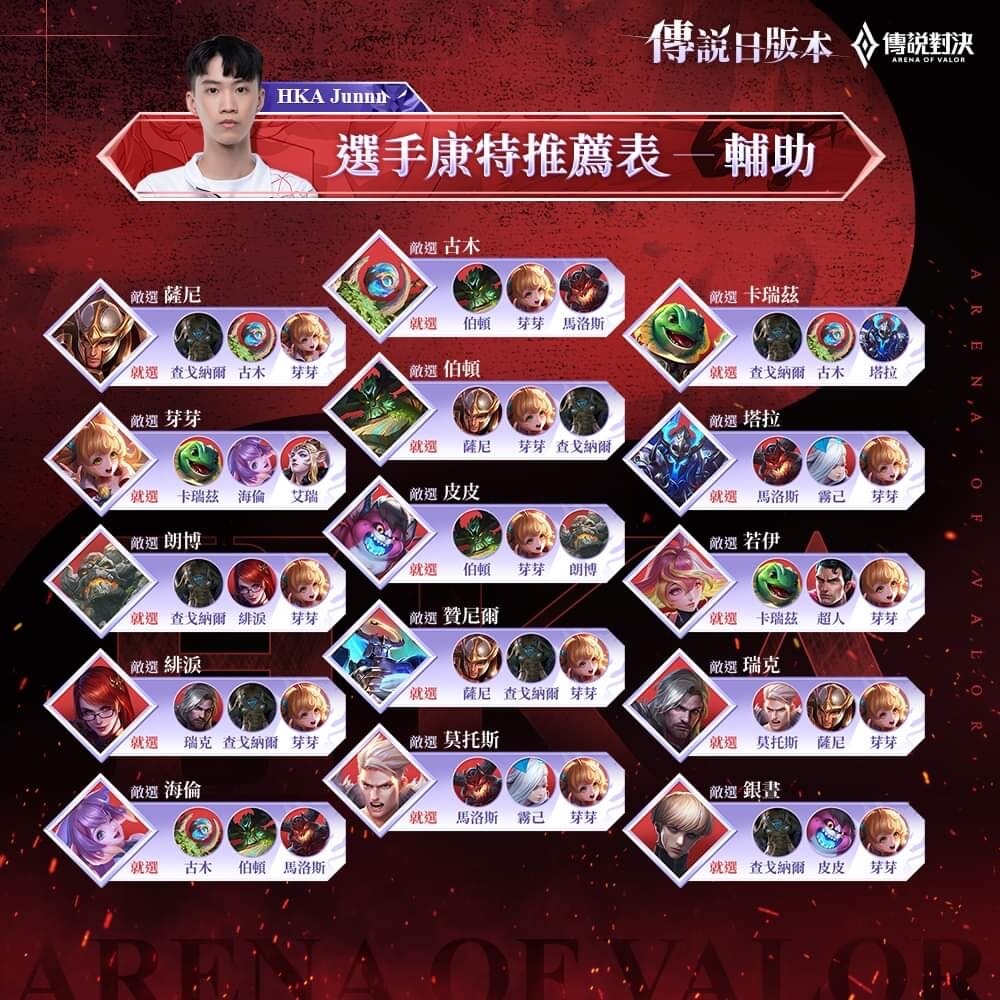 傳說日版本
傳說對決
ARENA OF VALOR
HKA Junnn
選手康特推薦表—輔助
敵選 薩尼
就選 查戈納爾 古木 芽芽
敵選 芽芽
就選 卡瑞茲 海倫 艾瑞
敵選 朗博
就選 查戈納爾 緋淚 芽芽
敵選 緋淚
就選 瑞克 查戈納爾 芽芽
敵選 海倫
就選 古木 伯頓 馬洛斯
敵選 古木
就選 伯頓 芽芽 馬洛斯
敵選 伯頓
就選 薩尼 芽芽 查戈納爾
敵選 皮皮
就選 伯頓 芽芽 朗博
敵選 贊尼爾
就選 薩尼 查戈納爾 芽芽
敵選 莫托斯
就選 馬洛斯 霧己 芽芽
敵選 卡瑞茲
就選 查戈納爾 古木 塔拉
敵選 塔拉
就選 馬洛斯 霧己 芽芽
敵選 若伊
就選 卡瑞茲 超人 芽芽
敵選 瑞克
就選 莫托斯 薩尼 芽芽
敵選 銀晝
就選 查戈納爾 皮皮 芽芽
ARENA OF VALOR
ARENA OF VALOR
HKA